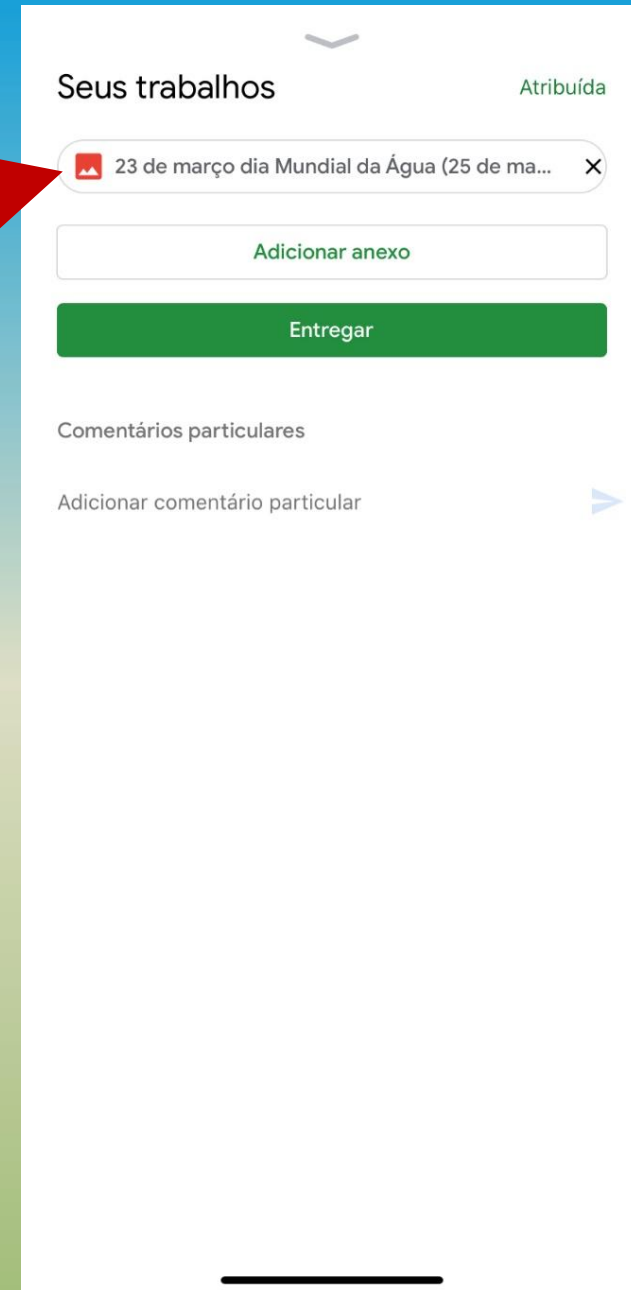 Seus trabalhos
Atribuída
23 de março dia Mundial da Água (25 de ma...
Adicionar anexo
Entregar
Comentários particulares
Adicionar comentário particular